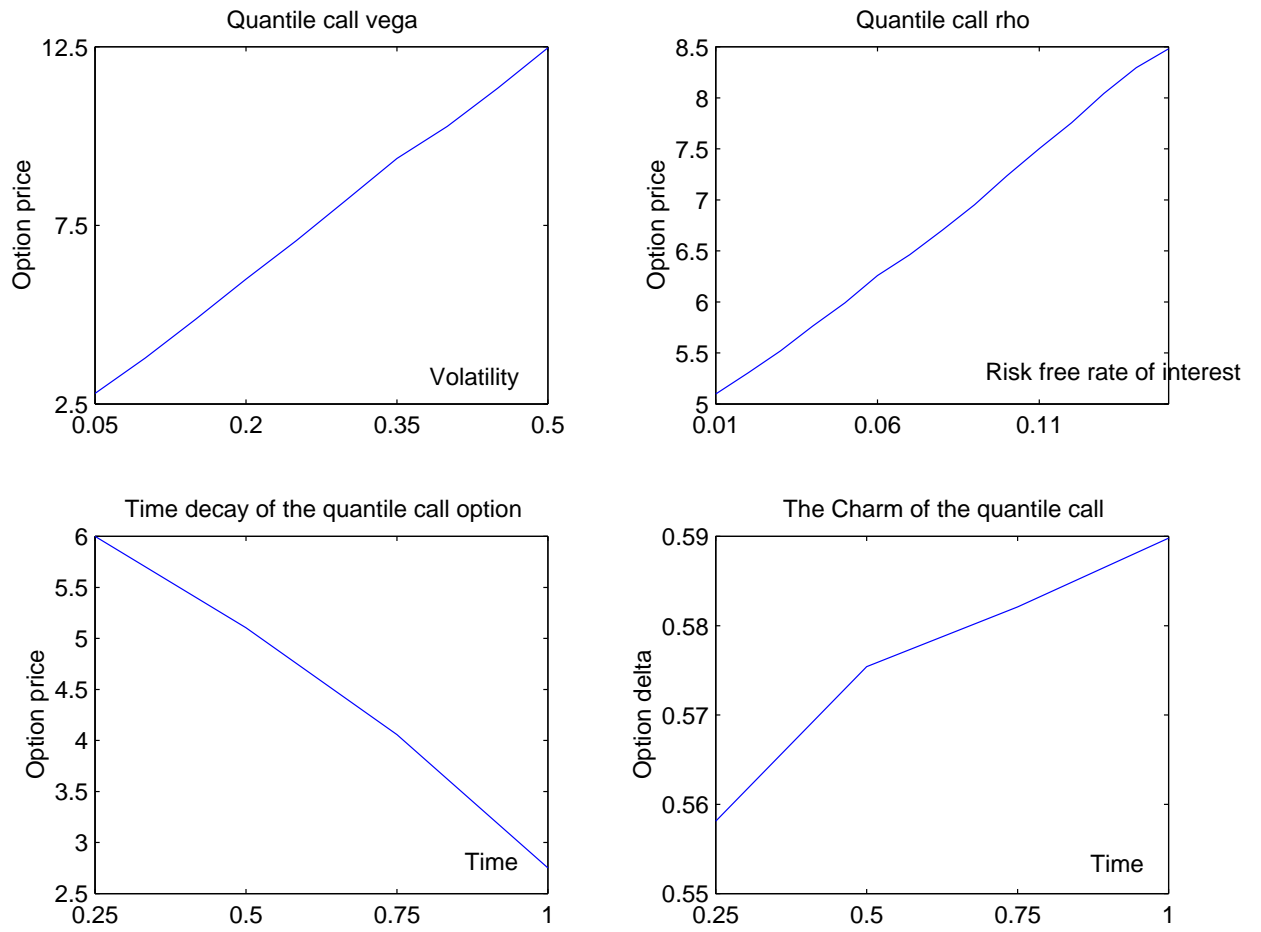 Quantile call vega
12.5
7.5
2.5
Option price
Volatility
0.05 0.2 0.35 0.5
Quantile call rho
8.5
8
7.5
7
6.5
6
5.5
5
Option price
Risk free rate of interest
0.01 0.06 0.11
Time decay of the quantile call option
6
5.5
5
4.5
4
3.5
3
2.5
Option price
Time
0.25 0.5 0.75 1
The Charm of the quantile call
0.59
0.58
0.57
0.56
0.55
Option delta
Time
0.25 0.5 0.75 1